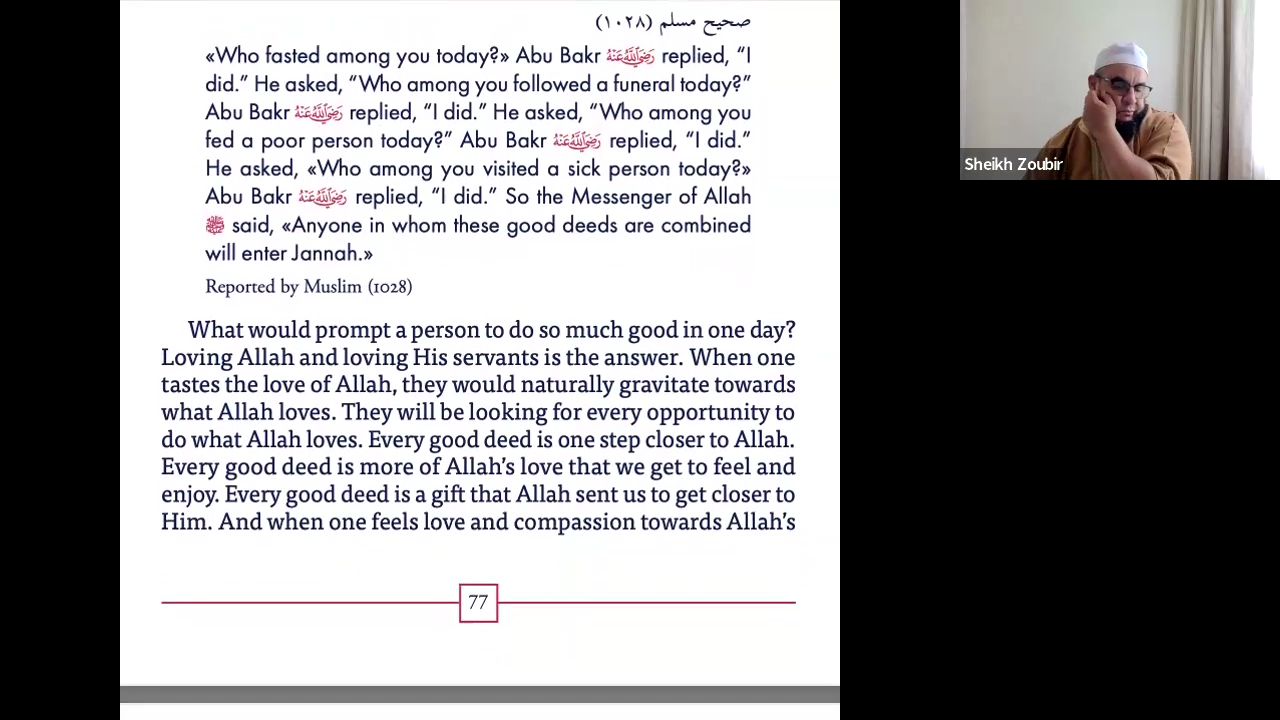 صحيح مسلم (١٠٢٨)
«Who fasted among you today?» Abu Bakr رَضِيَ اللَّهُ عَنْهُ replied, “I
did.” He asked, “Who among you followed a funeral today?”
Abu Bakr رَضِيَ اللَّهُ عَنْهُ replied, “I did.” He asked, “Who among you
fed a poor person today?” Abu Bakr رَضِيَ اللَّهُ عَنْهُ replied, “I did.”
He asked, «Who among you visited a sick person today?»
Abu Bakr رَضِيَ اللَّهُ عَنْهُ replied, “I did.” So the Messenger of Allah
ﷺ said, «Anyone in whom these good deeds are combined
will enter Jannah.»
Reported by Muslim (1028)
What would prompt a person to do so much good in one day?
Loving Allah and loving His servants is the answer. When one
tastes the love of Allah, they would naturally gravitate towards
what Allah loves. They will be looking for every opportunity to
do what Allah loves. Every good deed is one step closer to Allah.
Every good deed is more of Allah’s love that we get to feel and
enjoy. Every good deed is a gift that Allah sent us to get closer to
Him. And when one feels love and compassion towards Allah’s
77
Sheikh Zoubir